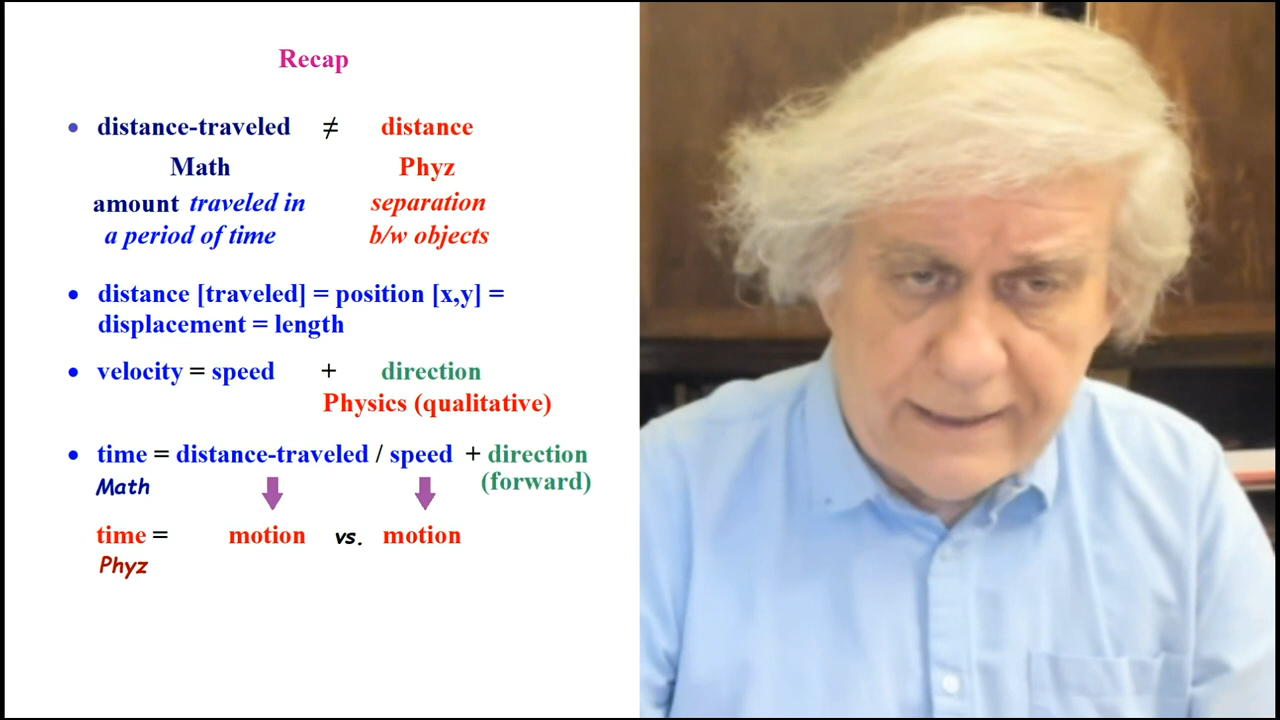 Recap
• distance-traveled ≠ distance
Math Phyz
amount traveled in separation
a period of time b/w objects
• distance [traveled] = position [x,y] =
displacement = length
• velocity = speed + direction
Physics (qualitative)
• time = distance-traveled / speed + direction
Math (forward)
time = motion vs. motion
Phyz